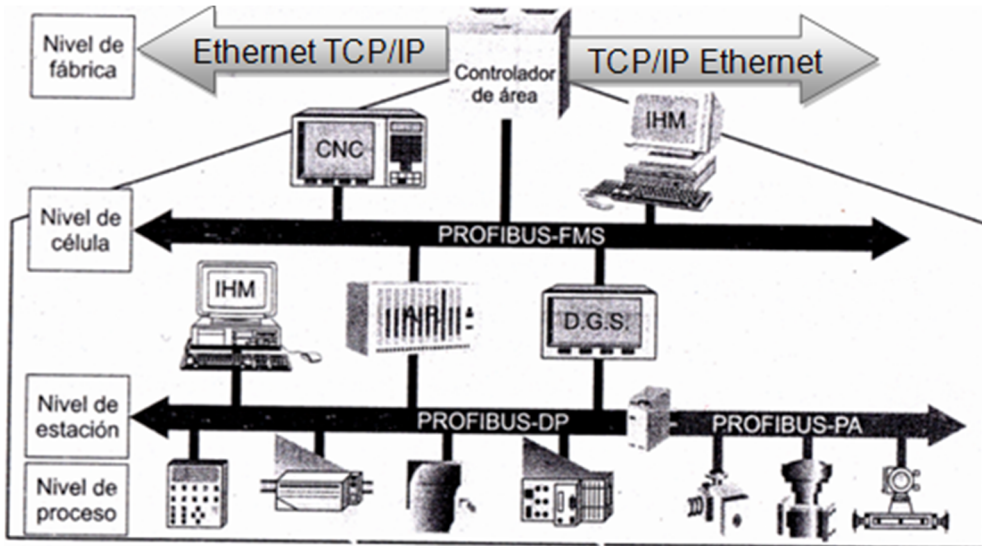 Nivel de
fábrica
Ethernet TCP/IP
Controlador
de área
TCP/IP Ethernet
CNC
IHM
Nivel de
célula
PROFIBUS-FMS
IHM
A.P.
D.G.S.
Nivel de
estación
PROFIBUS-DP
PROFIBUS-PA
Nivel de
proceso